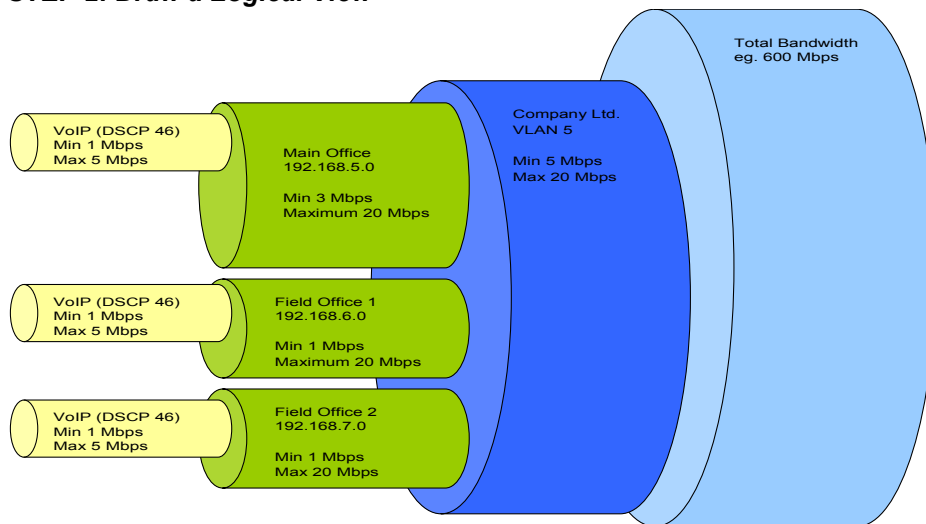 VoIP (DSCP 46)
Min 1 Mbps
Max 5 Mbps
Main Office
192.168.5.0
Min 3 Mbps
Maximum 20 Mbps
VoIP (DSCP 46)
Min 1 Mbps
Max 5 Mbps
Field Office 1
192.168.6.0
Min 1 Mbps
Maximum 20 Mbps
VoIP (DSCP 46)
Min 1 Mbps
Max 5 Mbps
Field Office 2
192.168.7.0
Min 1 Mbps
Max 20 Mbps
Company Ltd.
VLAN 5
Min 5 Mbps
Max 20 Mbps
Total Bandwidth
eg. 600 Mbps